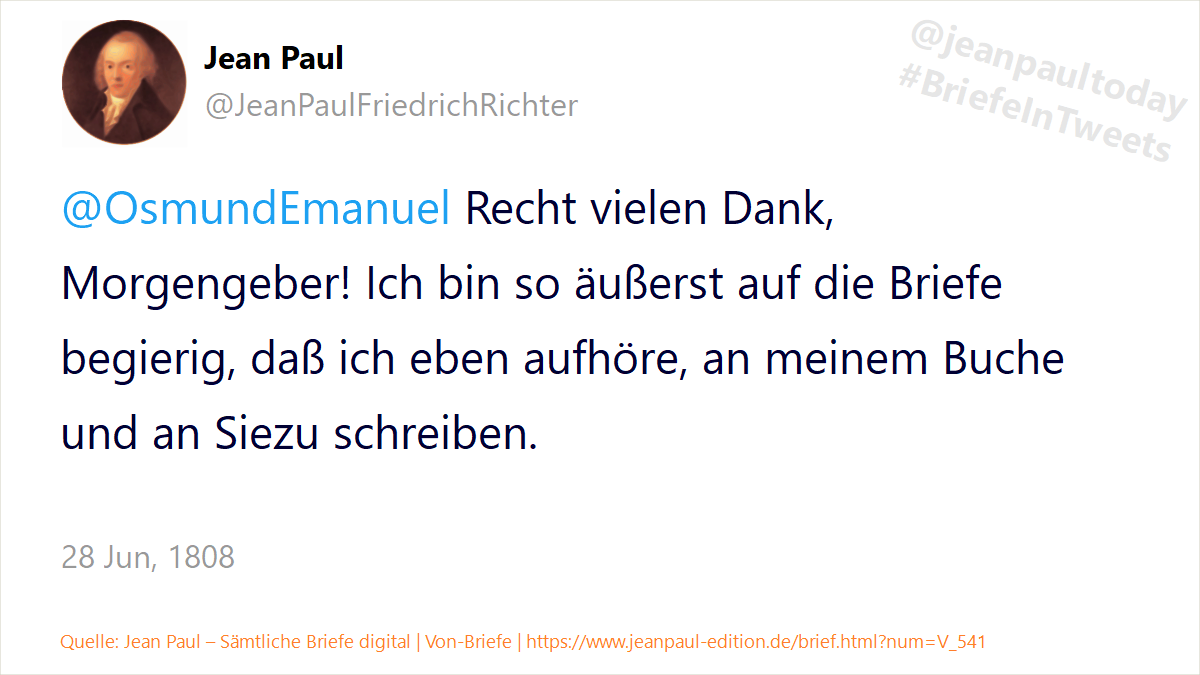 Jean Paul
@JeanPaulFriedrichRichter
@jeanpaultoday
#BriefeInTweets
@OsmundEmanuel Recht vielen Dank,
Morgengeber! Ich bin so äußerst auf die Briefe
begierig, daß ich eben aufhöre, an meinem Buche
und an Siezu schreiben.
28 Jun, 1808
Quelle: Jean Paul – Sämtliche Briefe digital | Von-Briefe | https://www.jeanpaul-edition.de/brief.html?num=V_541